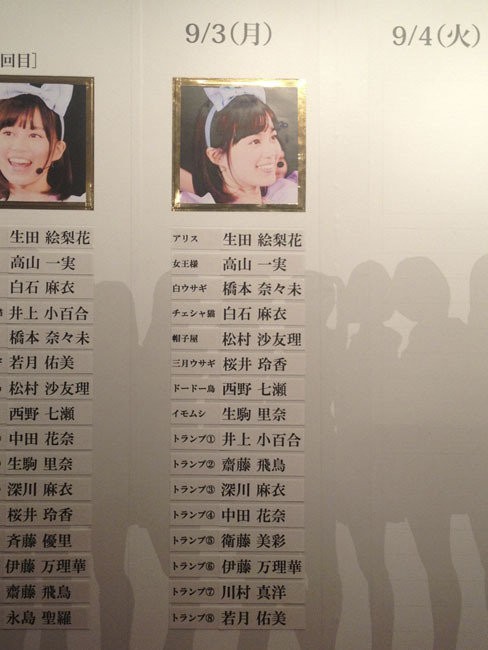 9/3(月)
9/4(火)
回目]
生田 絵梨花
高山 一実
白石 麻衣
井上 小百合
橋本 奈々未
若月 佑美
松村 沙友理
西野 七瀬
中田 花奈
生駒 里奈
深川 麻衣
桜井 玲香
斉藤 優里
伊藤 万理華
齋藤 飛鳥
永島 聖羅
アリス 生田 絵梨花
女王様 高山 一実
白ウサギ 橋本 奈々未
チェシャ猫 白石 麻衣
帽子屋 松村 沙友理
三月ウサギ 桜井 玲香
ドードー鳥 西野 七瀬
イモムシ 生駒 里奈
トランプ① 井上 小百合
トランプ② 齋藤 飛鳥
トランプ③ 深川 麻衣
トランプ④ 中田 花奈
トランプ⑤ 衛藤 美彩
トランプ⑥ 伊藤 万理華
トランプ⑦ 川村 真洋
トランプ⑧ 若月 佑美